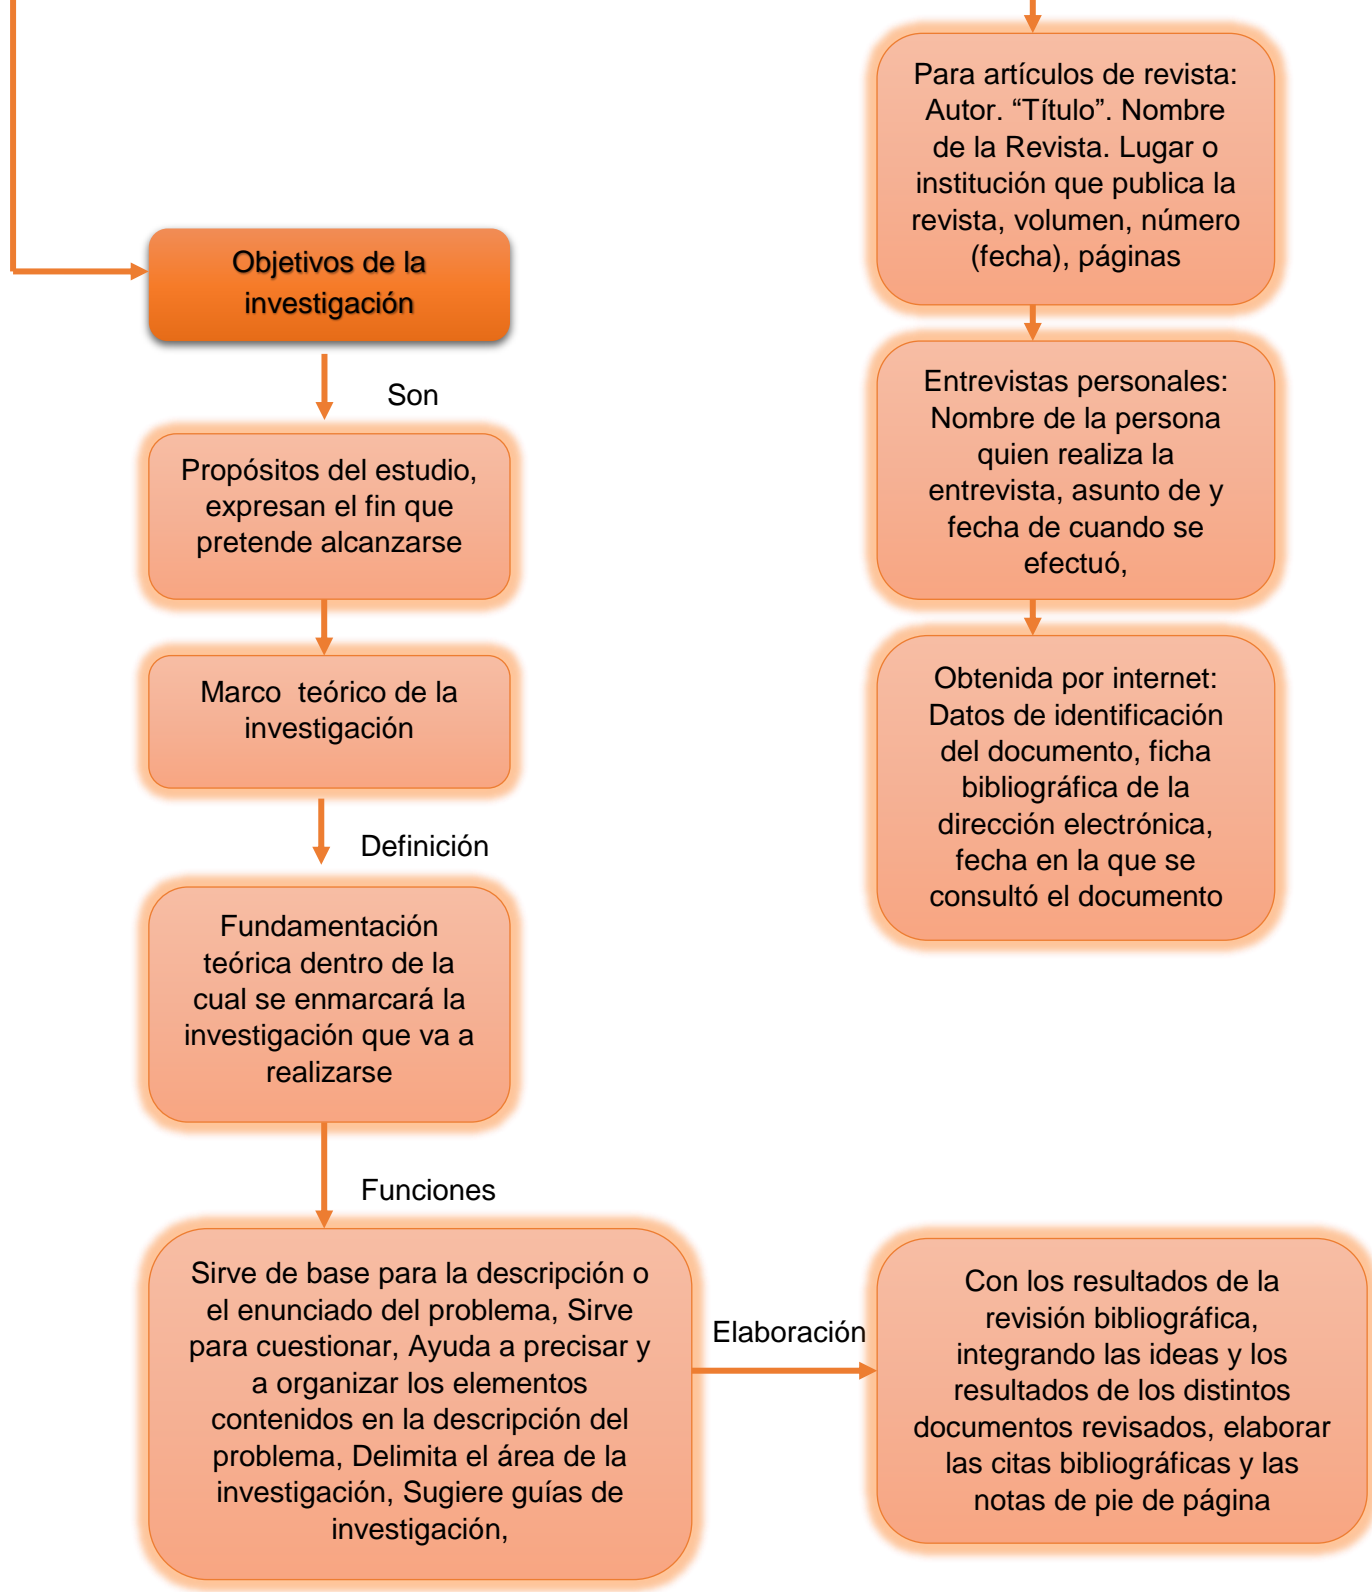 Para artículos de revista:
Autor. “Título”. Nombre
de la Revista. Lugar o
institución que publica la
revista, volumen, número
(fecha), páginas
Objetivos de la
investigación
Son
Propósitos del estudio,
expresan el fin que
pretende alcanzarse
Entrevistas personales:
Nombre de la persona
quien realiza la
entrevista, asunto de y
fecha de cuando se
efectuó,
Marco  teórico de la
investigación
Obtenida por internet:
Datos de identificación
del documento, ficha
bibliográfica de la
dirección electrónica,
fecha en la que se
consultó el documento
Definición
Fundamentación
teórica dentro de la
cual se enmarcará la
investigación que va a
realizarse
Funciones
Sirve de base para la descripción o
el enunciado del problema, Sirve
para cuestionar, Ayuda a precisar y
a organizar los elementos
contenidos en la descripción del
problema, Delimita el área de la
investigación, Sugiere guías de
investigación,
Elaboración
Con los resultados de la
revisión bibliográfica,
integrando las ideas y los
resultados de los distintos
documentos revisados, elaborar
las citas bibliográficas y las
notas de pie de página